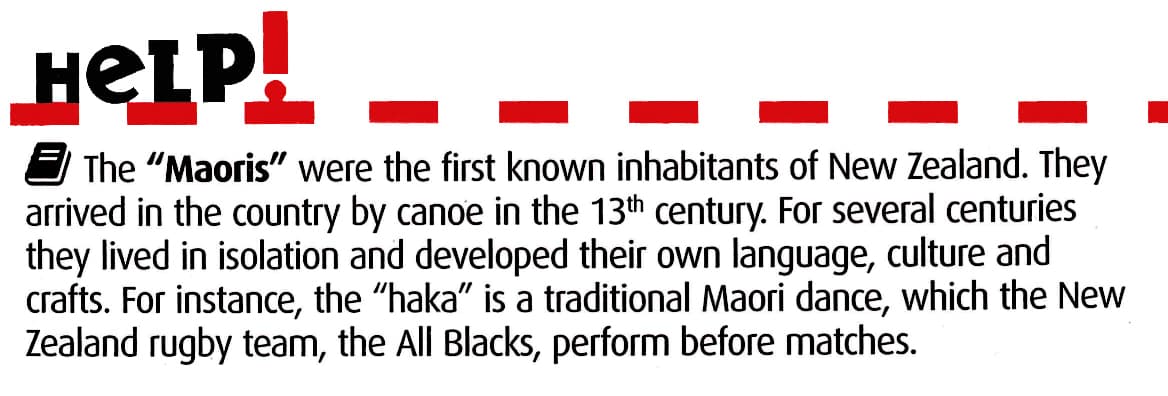 HeLP!
The “Maoris” were the first known inhabitants of New Zealand. They
arrived in the country by canoe in the 13th century. For several centuries
they lived in isolation and developed their own language, culture and
crafts. For instance, the “haka” is a traditional Maori dance, which the New
Zealand rugby team, the All Blacks, perform before matches.